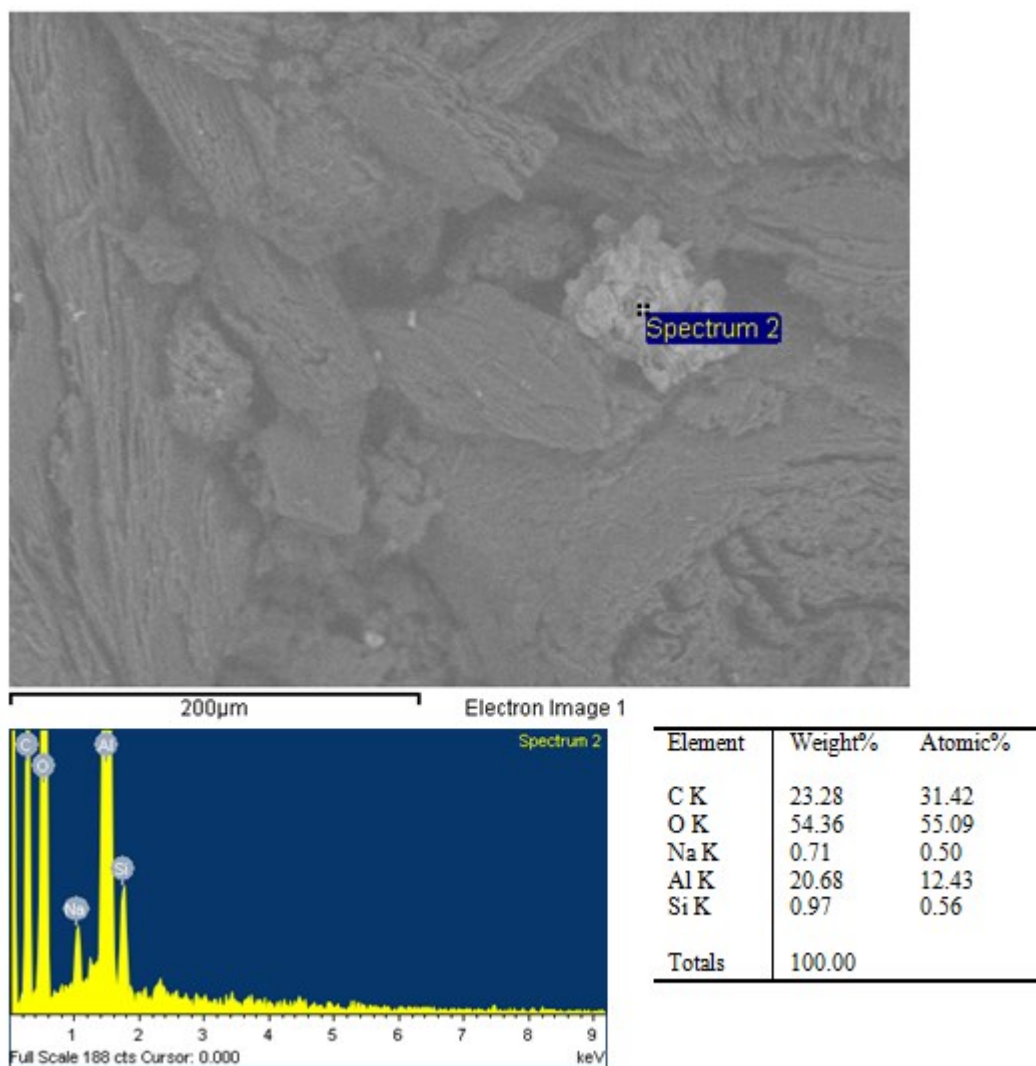 Spectrum 2
200µm
Electron Image 1
Spectrum 2
C
O
Na
Al
Si
1 2 3 4 5 6 7 8 9
Full Scale 188 cts Cursor: 0.000 keV
Element Weight% Atomic%
C K 23.28 31.42
O K 54.36 55.09
Na K 0.71 0.50
Al K 20.68 12.43
Si K 0.97 0.56
Totals 100.00